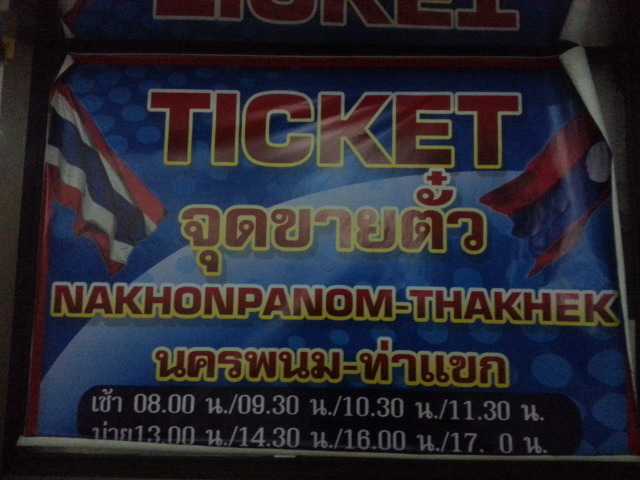 TICKET
TICKET
จุดขายตั๋ว
NAKHONPANOM-THAKHEK
นครพนม-ท่าแขก
เช้า 08.00 น./09.30 น./10.30 น./11.30 น.
บ่าย13.00 น./14.30 น./16.00 น./17. 0 น.